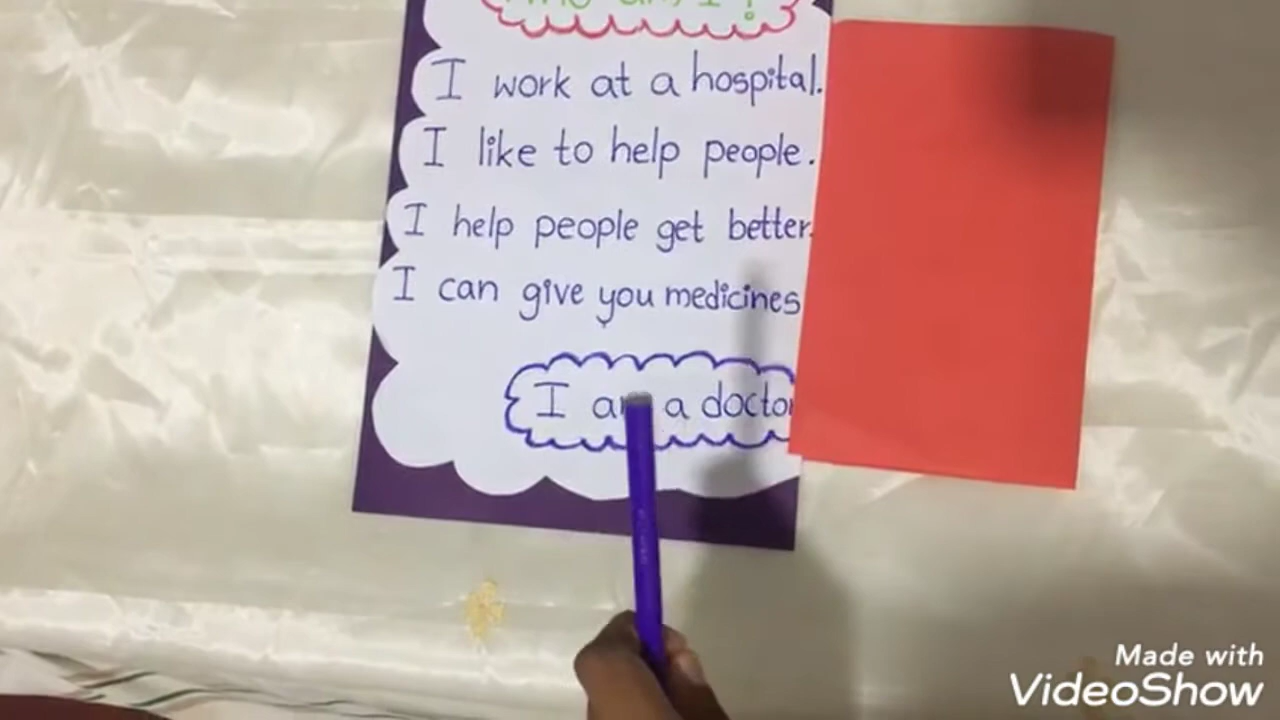 I work at a hospital.
I like to help people.
I help people get better.
I can give you medicines
I am a doctor
Made with
VideoShow